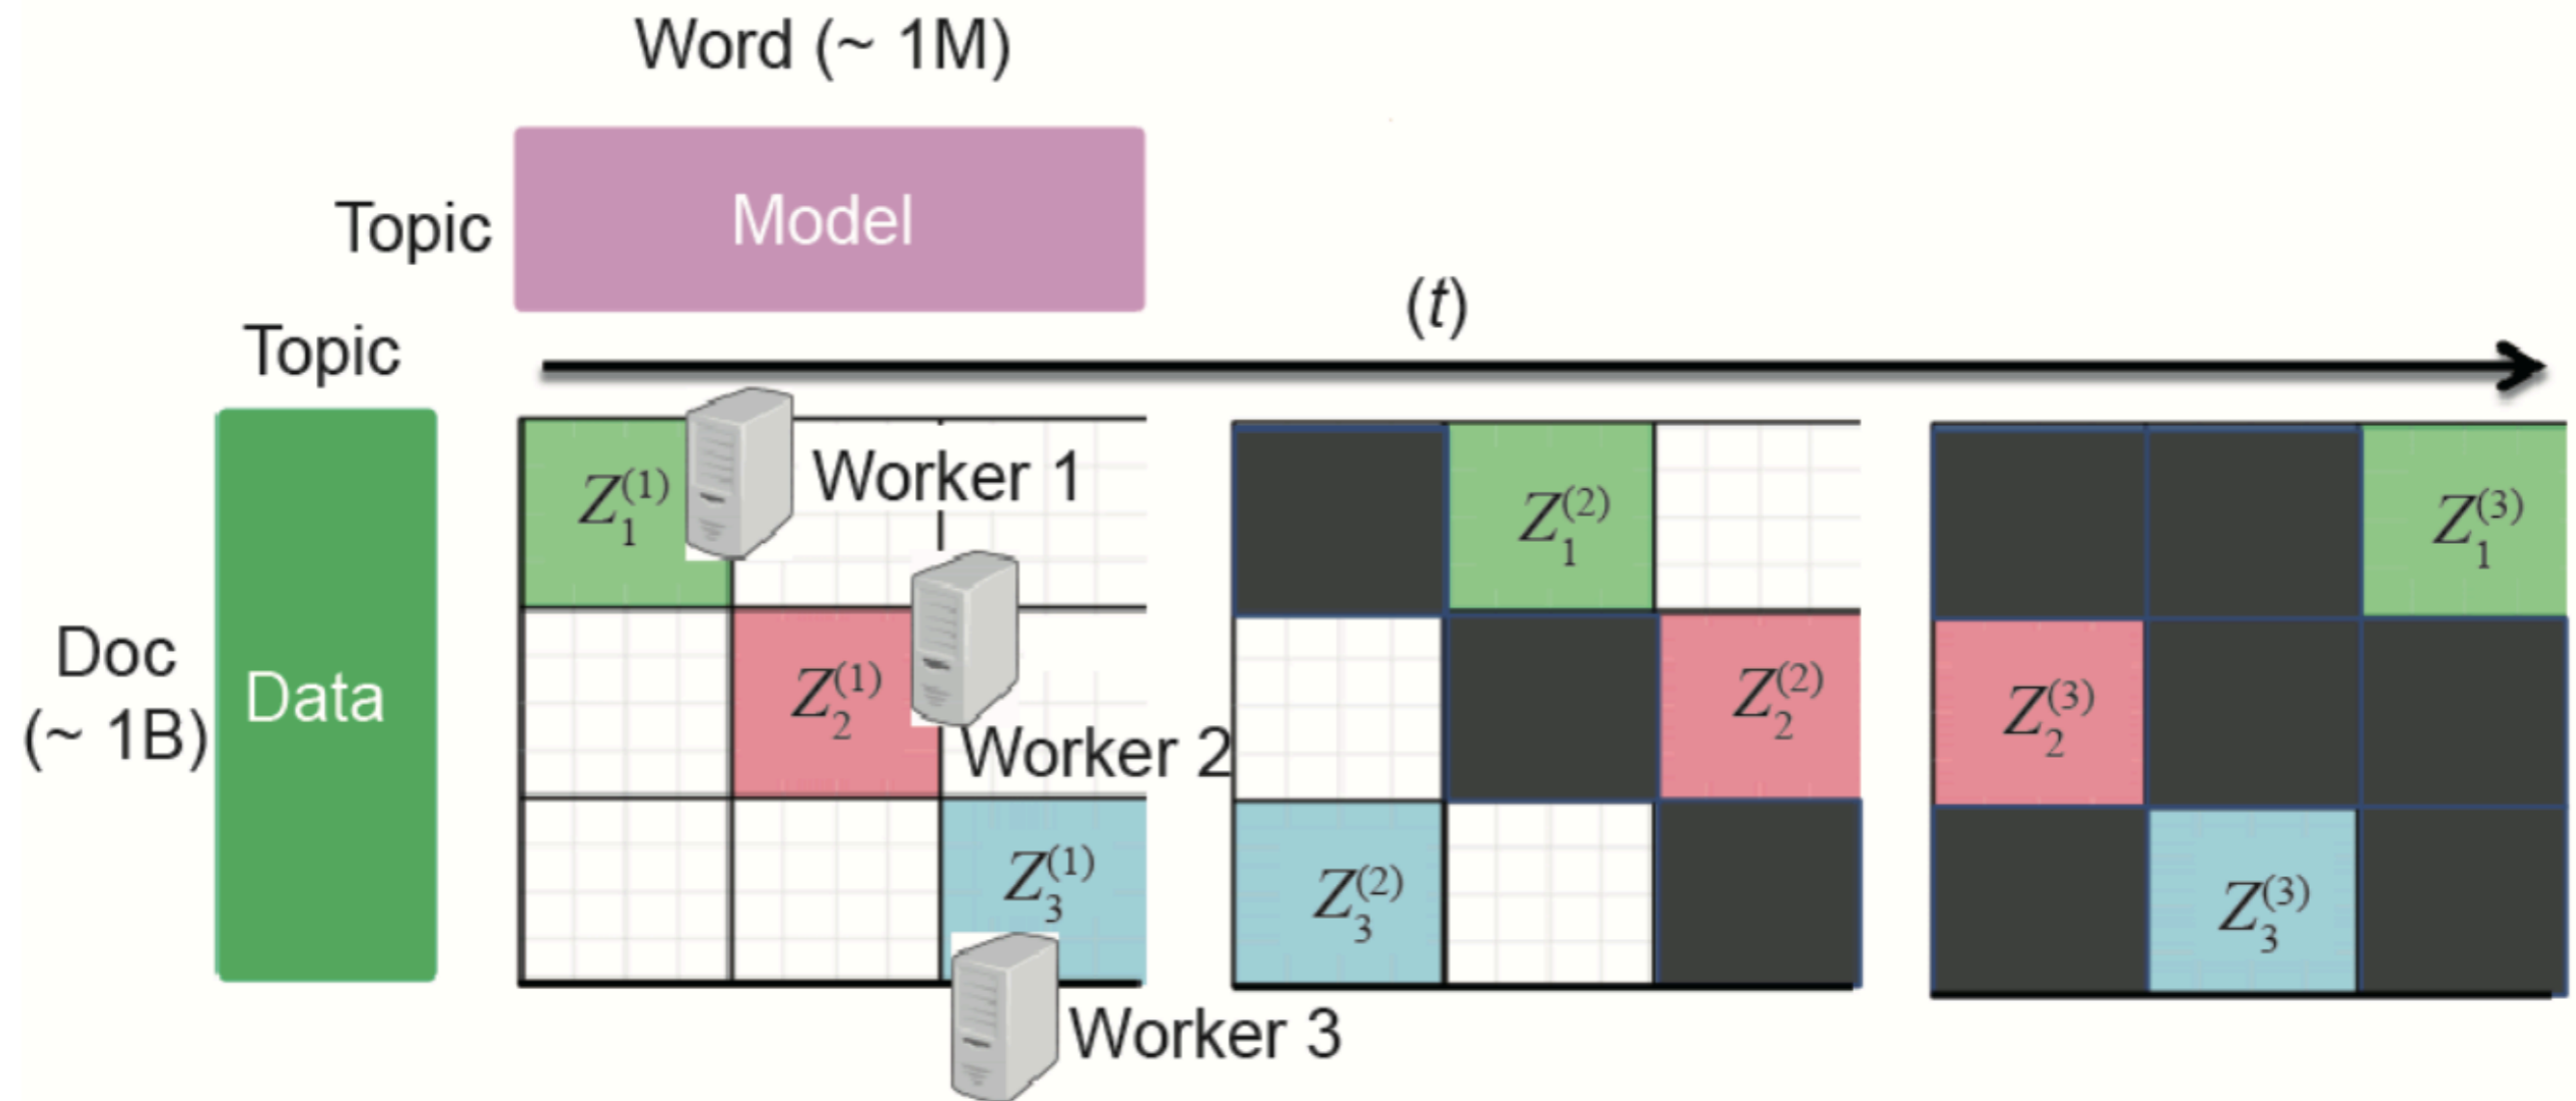 Word (~ 1M)
Topic
Model
(t)
Topic
Doc
(~ 1B)
Data
Z_1^{(1)}
Worker 1
Z_2^{(1)}
Worker 2
Z_3^{(1)}
Worker 3
Z_1^{(2)}
Z_2^{(2)}
Z_3^{(2)}
Z_1^{(3)}
Z_2^{(3)}
Z_3^{(3)}